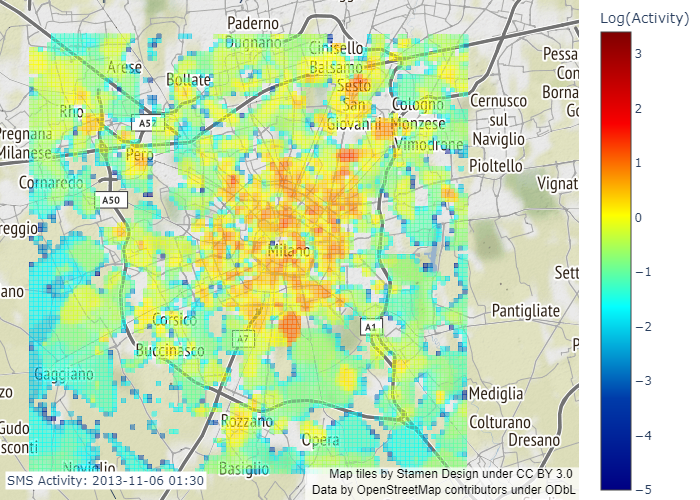 Log(Activity)
3
2
1
0
−1
−2
−3
−4
−5
Paderno
Dugnano
Cinisello
Balsamo
Arese
Bollate
Sesto
San
Giovanni
Cologno
Monzese
Rho
A52
Pero
Vimodrone
Cernusco
sul
Naviglio
Pioltello
Pessa
Con
Borna
Go
Pregnana
Milanese
Cornaredo
A50
Vignat
reggio
Milano
Sett
ano
Pantigliate
Corsico
A7
A1
P
Buccinasco
Gaggiano
zo
Mediglia
Rozzano
Colturano
Gudo
sconti
Opera
Dresano
Noviglio
Basiglio
SMS Activity: 2013-11-06 01:30
Map tiles by Stamen Design under CC BY 3.0
Data by OpenStreetMap contributors under ODbL